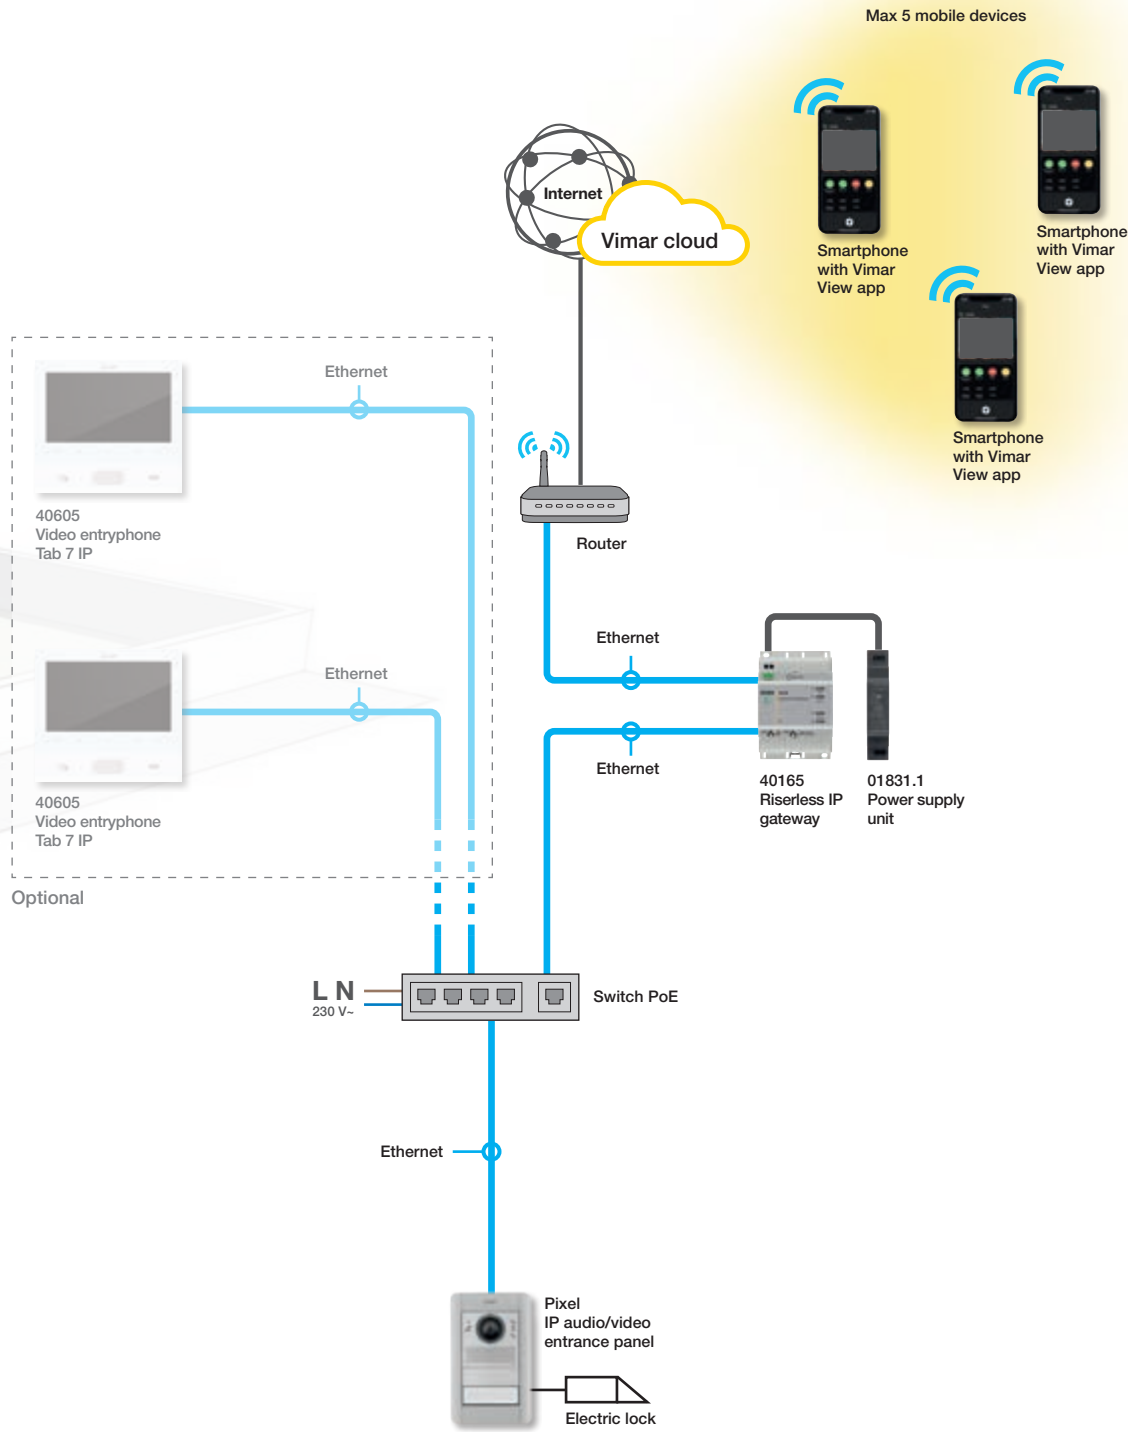 Max 5 mobile devices
Internet
Vimar cloud
Smartphone
with Vimar
View app
Smartphone
with Vimar
View app
Smartphone
with Vimar
View app
Ethernet
40605
Video entryphone
Tab 7 IP
Router
Ethernet
Ethernet
Ethernet
40605
Video entryphone
Tab 7 IP
40165
Riserless IP
gateway
01831.1
Power supply
unit
Optional
L N
230 V~
Switch PoE
Ethernet
Pixel
IP audio/video
entrance panel
Electric lock